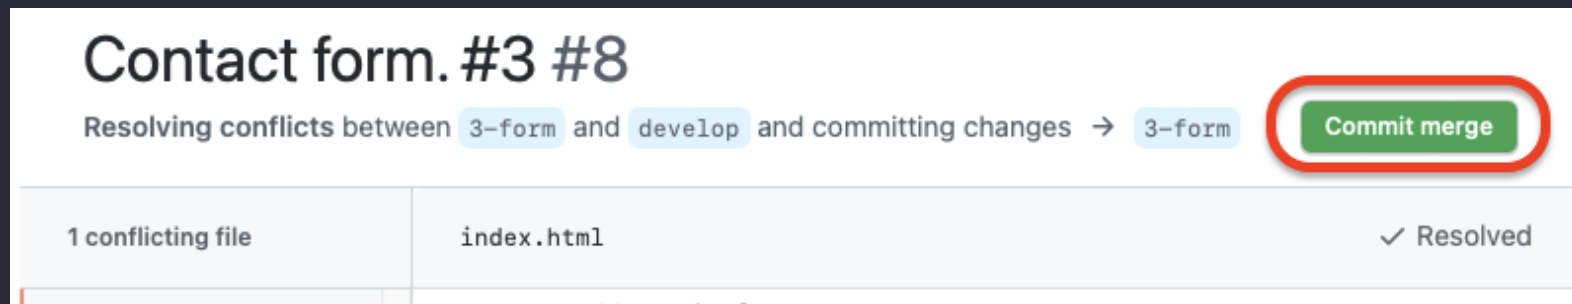 Contact form. #3 #8
Resolving conflicts between 3-form and develop and committing changes → 3-form
Commit merge
1 conflicting file
index.html
✓ Resolved